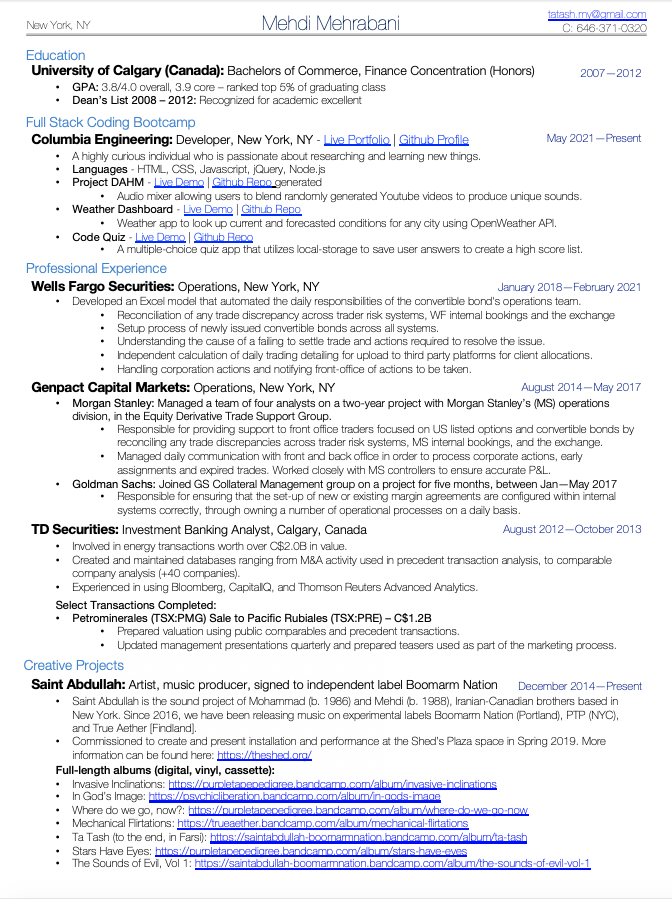 New York, NY
Mehdi Mehrabani
tatash.my@gmail.com
C: 646-371-0320
Education
University of Calgary (Canada): Bachelors of Commerce, Finance Concentration (Honors) 2007—2012
• GPA: 3.8/4.0 overall, 3.9 core – ranked top 5% of graduating class
• Dean's List 2008 – 2012: Recognized for academic excellent
Full Stack Coding Bootcamp
Columbia Engineering: Developer, New York, NY - Live Portfolio | Github Profile May 2021—Present
• A highly curious individual who is passionate about researching and learning new things.
• Languages - HTML, CSS, Javascript, jQuery, Node.js
• Project DAHM - Live Demo | Github Repo generated
• Audio mixer allowing users to blend randomly generated Youtube videos to produce unique sounds.
• Weather Dashboard - Live Demo | Github Repo
• Weather app to look up current and forecasted conditions for any city using OpenWeather API.
• Code Quiz - Live Demo | Github Repo
• A multiple-choice quiz app that utilizes local-storage to save user answers to create a high score list.
Professional Experience
Wells Fargo Securities: Operations, New York, NY January 2018—February 2021
• Developed an Excel model that automated the daily responsibilities of the convertible bond's operations team.
• Reconciliation of any trade discrepancy across trader risk systems, WF internal bookings and the exchange
• Setup process of newly issued convertible bonds across all systems.
• Understanding the cause of a failing to settle trade and actions required to resolve the issue.
• Independent calculation of daily trading detailing for upload to third party platforms for client allocations.
• Handling corporation actions and notifying front-office of actions to be taken.
Genpact Capital Markets: Operations, New York, NY August 2014—May 2017
• Morgan Stanley: Managed a team of four analysts on a two-year project with Morgan Stanley's (MS) operations
division, in the Equity Derivative Trade Support Group.
• Responsible for providing support to front office traders focused on US listed options and convertible bonds by
reconciling any trade discrepancies across trader risk systems, MS internal bookings, and the exchange.
• Managed daily communication with front and back office in order to process corporate actions, early
assignments and expired trades. Worked closely with MS controllers to ensure accurate P&L.
• Goldman Sachs: Joined GS Collateral Management group on a project for five months, between Jan—May 2017
• Responsible for ensuring that the set-up of new or existing margin agreements are configured within internal
systems correctly, through owning a number of operational processes on a daily basis.
TD Securities: Investment Banking Analyst, Calgary, Canada August 2012—October 2013
• Involved in energy transactions worth over C$2.0B in value.
• Created and maintained databases ranging from M&A activity used in precedent transaction analysis, to comparable
company analysis (+40 companies).
• Experienced in using Bloomberg, CapitalIQ, and Thomson Reuters Advanced Analytics.
Select Transactions Completed:
• Petrominerales (TSX:PMG) Sale to Pacific Rubiales (TSX:PRE) – C$1.2B
• Prepared valuation using public comparables and precedent transactions.
• Updated management presentations quarterly and prepared teasers used as part of the marketing process.
Creative Projects
Saint Abdullah: Artist, music producer, signed to independent label Boomarm Nation December 2014—Present
• Saint Abdullah is the sound project of Mohammad (b. 1986) and Mehdi (b. 1988), Iranian-Canadian brothers based in
New York. Since 2016, we have been releasing music on experimental labels Boomarm Nation (Portland), PTP (NYC),
and True Aether [Findland].
• Commissioned to create and present installation and performance at the Shed's Plaza space in Spring 2019. More
information can be found here: https://theshed.org/
Full-length albums (digital, vinyl, cassette):
• Invasive Inclinations: https://purpletapepedigree.bandcamp.com/album/invasive-inclinations
• In God's Image: https://psychicliberation.bandcamp.com/album/in-gods-image
• Where do we go, now?: https://purpletapepedigree.bandcamp.com/album/where-do-we-go-now
• Mechanical Flirtations: https://trueaether.bandcamp.com/album/mechanical-flirtations
• Ta Tash (to the end, in Farsi): https://saintabdullah-boomarmnation.bandcamp.com/album/ta-tash
• Stars Have Eyes: https://purpletapepedigree.bandcamp.com/album/stars-have-eyes
• The Sounds of Evil, Vol 1: https://saintabdullah-boomarmnation.bandcamp.com/album/the-sounds-of-evil-vol-1